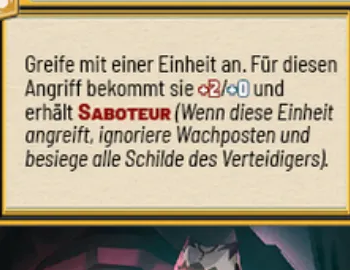 Greife mit einer Einheit an. Für diesen
Angriff bekommt sie +2/+0 und
erhält SABOTEUR (Wenn diese Einheit
angreift, ignoriere Wachposten und
besiege alle Schilde des Verteidigers).